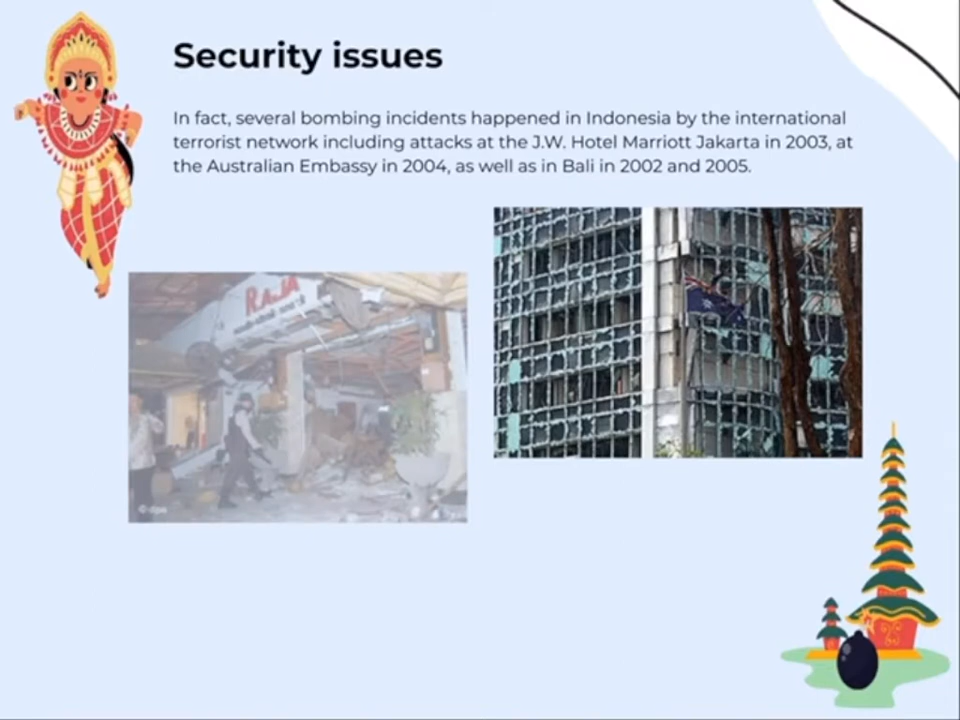 Security issues
In fact, several bombing incidents happened in Indonesia by the international
terrorist network including attacks at the J.W. Hotel Marriott Jakarta in 2003, at
the Australian Embassy in 2004, as well as in Bali in 2002 and 2005.
RAJA
© dpa